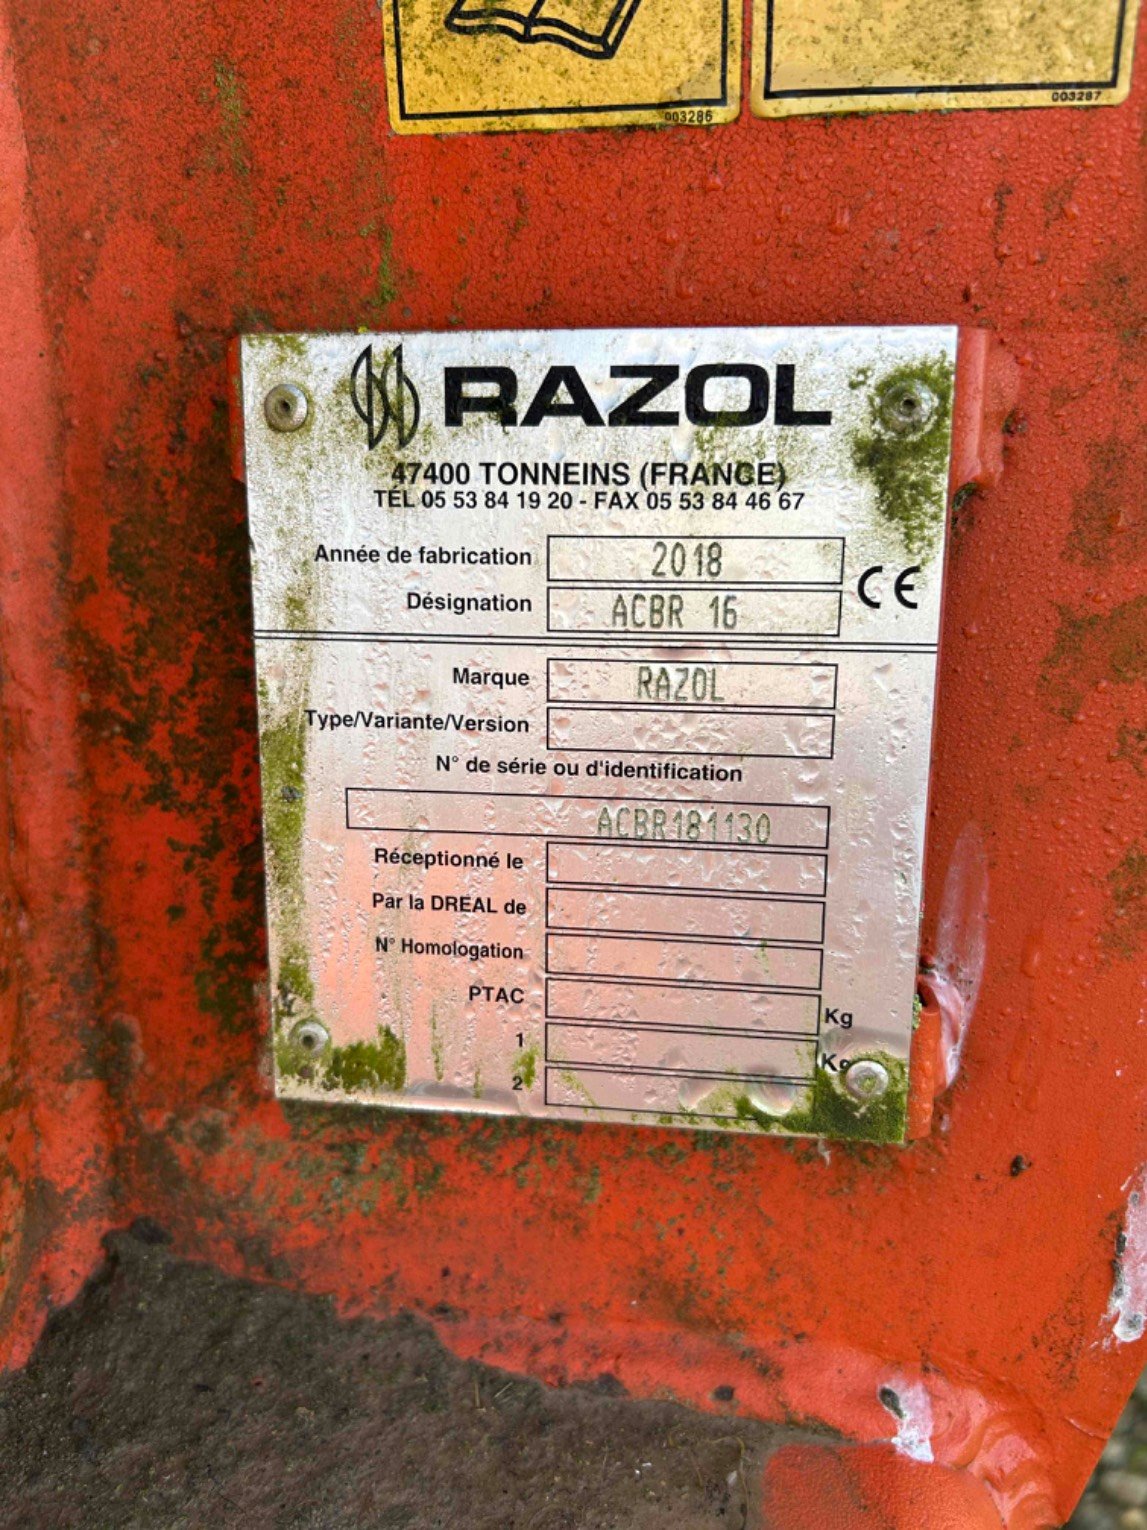 003286
003287
RAZOL
47400 TONNEINS (FRANCE)
TÉL 05 53 84 19 20 - FAX 05 53 84 46 67
Année de fabrication 2018
CE
Désignation ACBR 16
Marque RAZOL
Type/Variante/Version
N° de série ou d'identification
ACBR181130
Réceptionné le
Par la DREAL de
N° Homologation
PTAC Kg
1 Kg
2